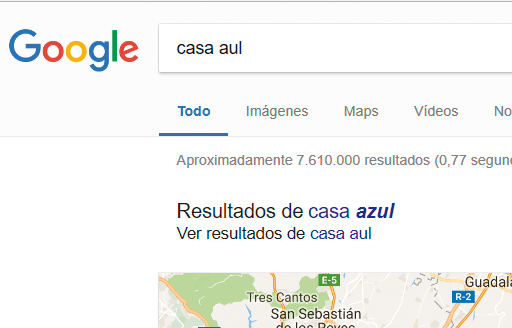 Google
casa aul
Todo Imágenes Maps Vídeos No
Aproximadamente 7.610.000 resultados (0,77 segun
Resultados de casa azul
Ver resultados de casa aul
E-5
Guadala
Tres Cantos
R-2
San Sebastián
de los Reyes